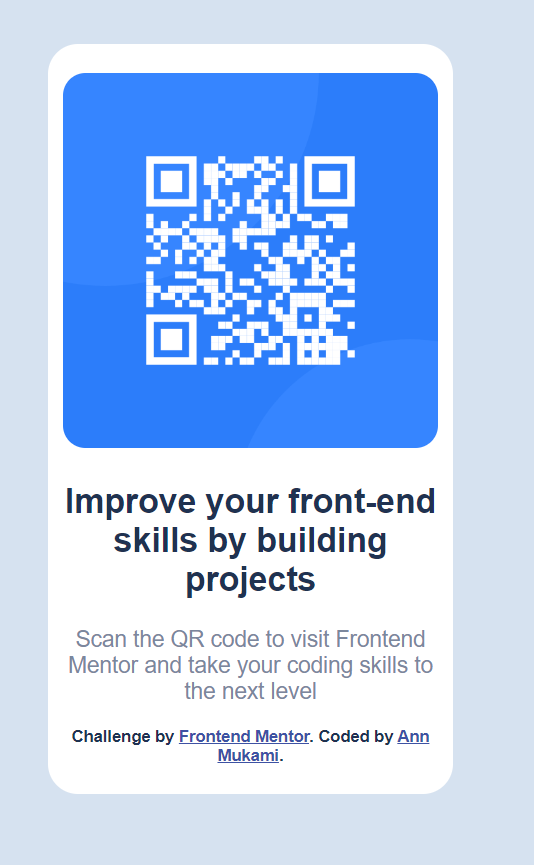 Improve your front-end
skills by building
projects
Scan the QR code to visit Frontend
Mentor and take your coding skills to
the next level
Challenge by Frontend Mentor. Coded by Ann
Mukami.